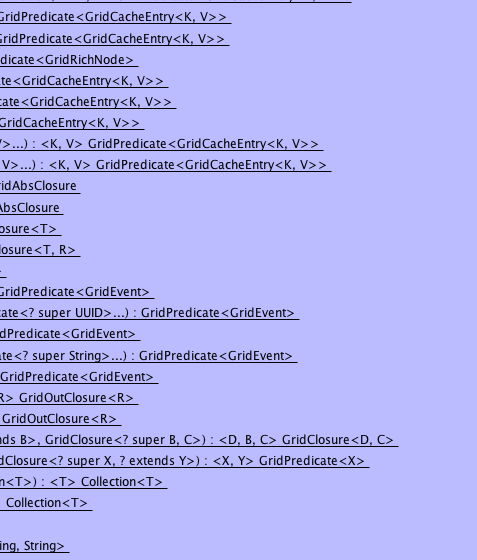 GridPredicate<GridCacheEntry<K, V>>
GridPredicate<GridCacheEntry<K, V>>
dicate<GridRichNode>
te<GridCacheEntry<K, V>>
cate<GridCacheEntry<K, V>>
GridCacheEntry<K, V>>
V>...) : <K, V> GridPredicate<GridCacheEntry<K, V>>
V>...) : <K, V> GridPredicate<GridCacheEntry<K, V>>
ridAbsClosure
AbsClosure
osure<T>
losure<T, R>
>
GridPredicate<GridEvent>
cate<? super UUID>...) : GridPredicate<GridEvent>
dPredicate<GridEvent>
ate<? super String>...) : GridPredicate<GridEvent>
GridPredicate<GridEvent>
R> GridOutClosure<R>
GridOutClosure<R>
nds B>, GridClosure<? super B, C>) : <D, B, C> GridClosure<D, C>
dClosure<? super X, ? extends Y>) : <X, Y> GridPredicate<X>
n<T>) : <T> Collection<T>
Collection<T>
ing, String>